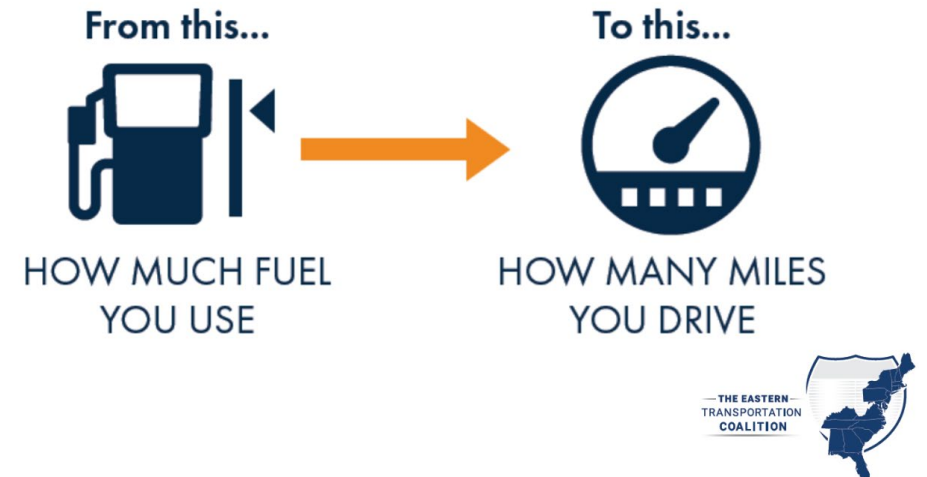 From this...
To this...
HOW MUCH FUEL
YOU USE
HOW MANY MILES
YOU DRIVE
THE EASTERN
TRANSPORTATION
COALITION